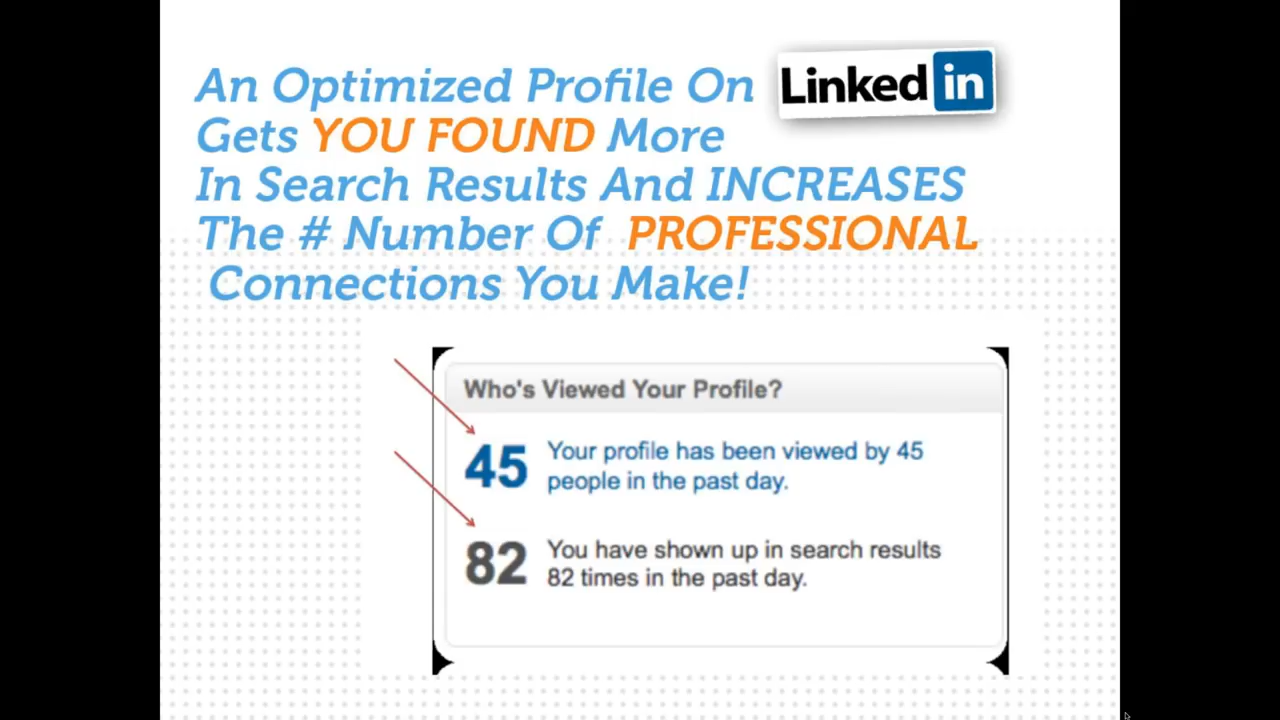 An Optimized Profile On LinkedIn
Gets YOU FOUND More
In Search Results And INCREASES
The # Number Of PROFESSIONAL
Connections You Make!
Who's Viewed Your Profile?
45 Your profile has been viewed by 45
people in the past day.
82 You have shown up in search results
82 times in the past day.